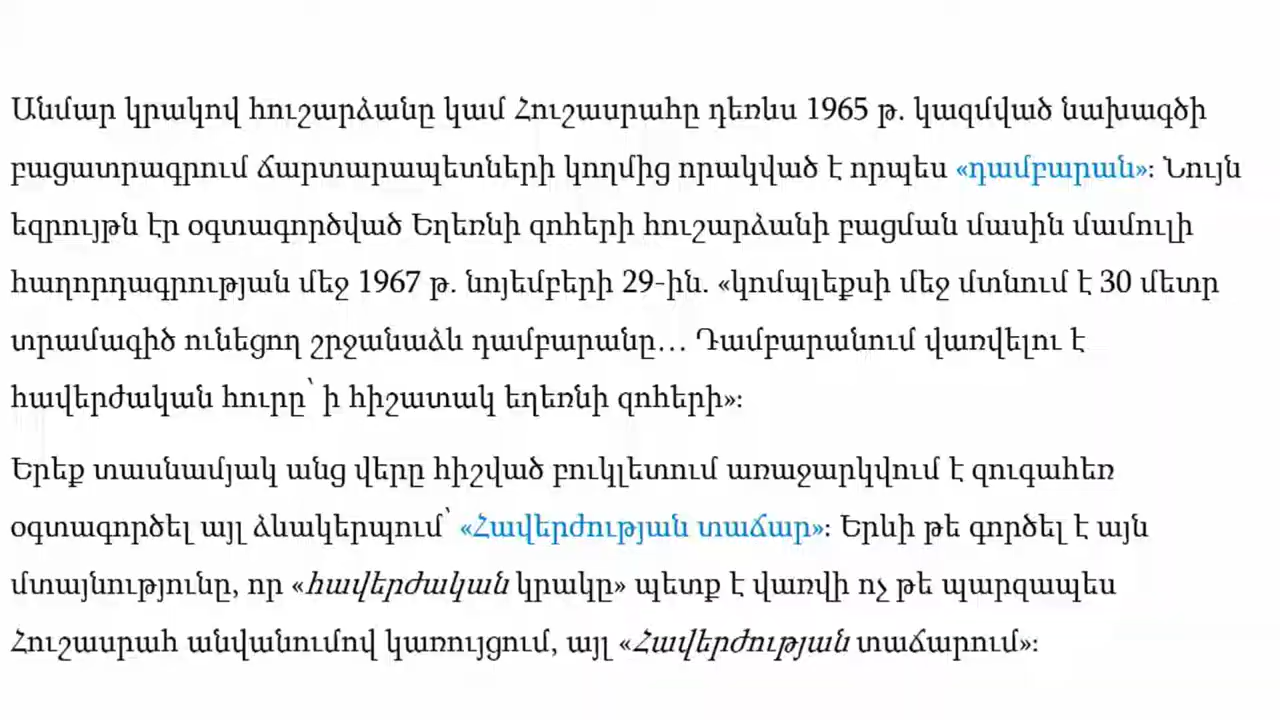 Անմար կրակով հուշարձանը կամ Հուշասրահը դեռևս 1965 թ. կազմված նախագծի
բացատրագրում ճարտարապետների կողմից որակված է որպես «դամբարան»։ Նույն
եզրույթն էր օգտագործված Եղեռնի զոհերի հուշարձանի բացման մասին մամուլի
հաղորդագրության մեջ 1967 թ. նոյեմբերի 29-ին. «կոմպլեքսի մեջ մտնում է 30 մետր
տրամագիծ ունեցող շրջանաձև դամբարանը… Դամբարանում վառվելու է
հավերժական հուրը՝ ի հիշատակ եղեռնի զոհերի»։
Երեք տասնամյակ անց վերը հիշված բուկլետում առաջարկվում է զուգահեռ
օգտագործել այլ ձևակերպում՝ «Հավերժության տաճար»։ Երևի թե գործել է այն
մտայնությունը, որ «հավերժական կրակը» պետք է վառվի ոչ թե պարզապես
Հուշասրահ անվանումով կառույցում, այլ «Հավերժության տաճարում»։